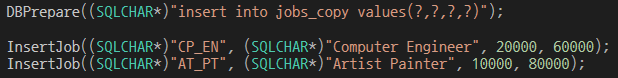 DBPrepare((SQLCHAR*)"insert into jobs_copy values(?,?,?,?)");
InsertJob((SQLCHAR*)"CP_EN", (SQLCHAR*)"Computer Engineer", 20000, 60000);
InsertJob((SQLCHAR*)"AT_PT", (SQLCHAR*)"Artist Painter", 10000, 80000);